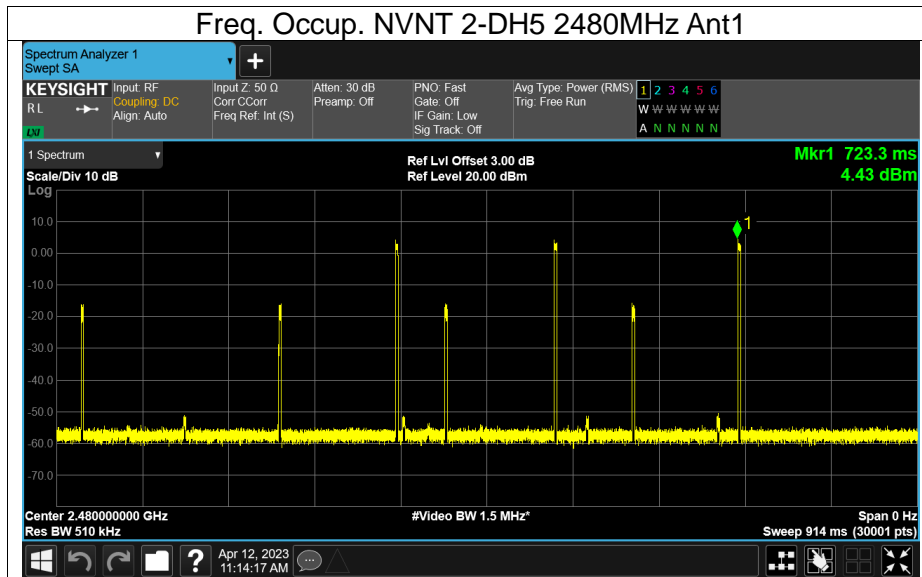 Freq. Occup. NVNT 2-DH5 2480MHz Ant1
Spectrum Analyzer 1
Swept SA
+
KEYSIGHT
RL
LXI
Input: RF
Coupling: DC
Align: Auto
Input Z: 50 Ω
Corr CCorr
Freq Ref: Int (S)
Atten: 30 dB
Preamp: Off
PNO: Fast
Gate: Off
IF Gain: Low
Sig Track: Off
Avg Type: Power (RMS)
Trig: Free Run
1 2 3 4 5 6
W W W W W W
A N N N N N
1 Spectrum
Scale/Div 10 dB
Log
Ref Lvl Offset 3.00 dB
Ref Level 20.00 dBm
Mkr1 723.3 ms
4.43 dBm
1
10.0
0.00
-10.0
-20.0
-30.0
-40.0
-50.0
-60.0
-70.0
Center 2.480000000 GHz
Res BW 510 kHz
#Video BW 1.5 MHz*
Span 0 Hz
Sweep 914 ms (30001 pts)
?
Apr 12, 2023
11:14:17 AM